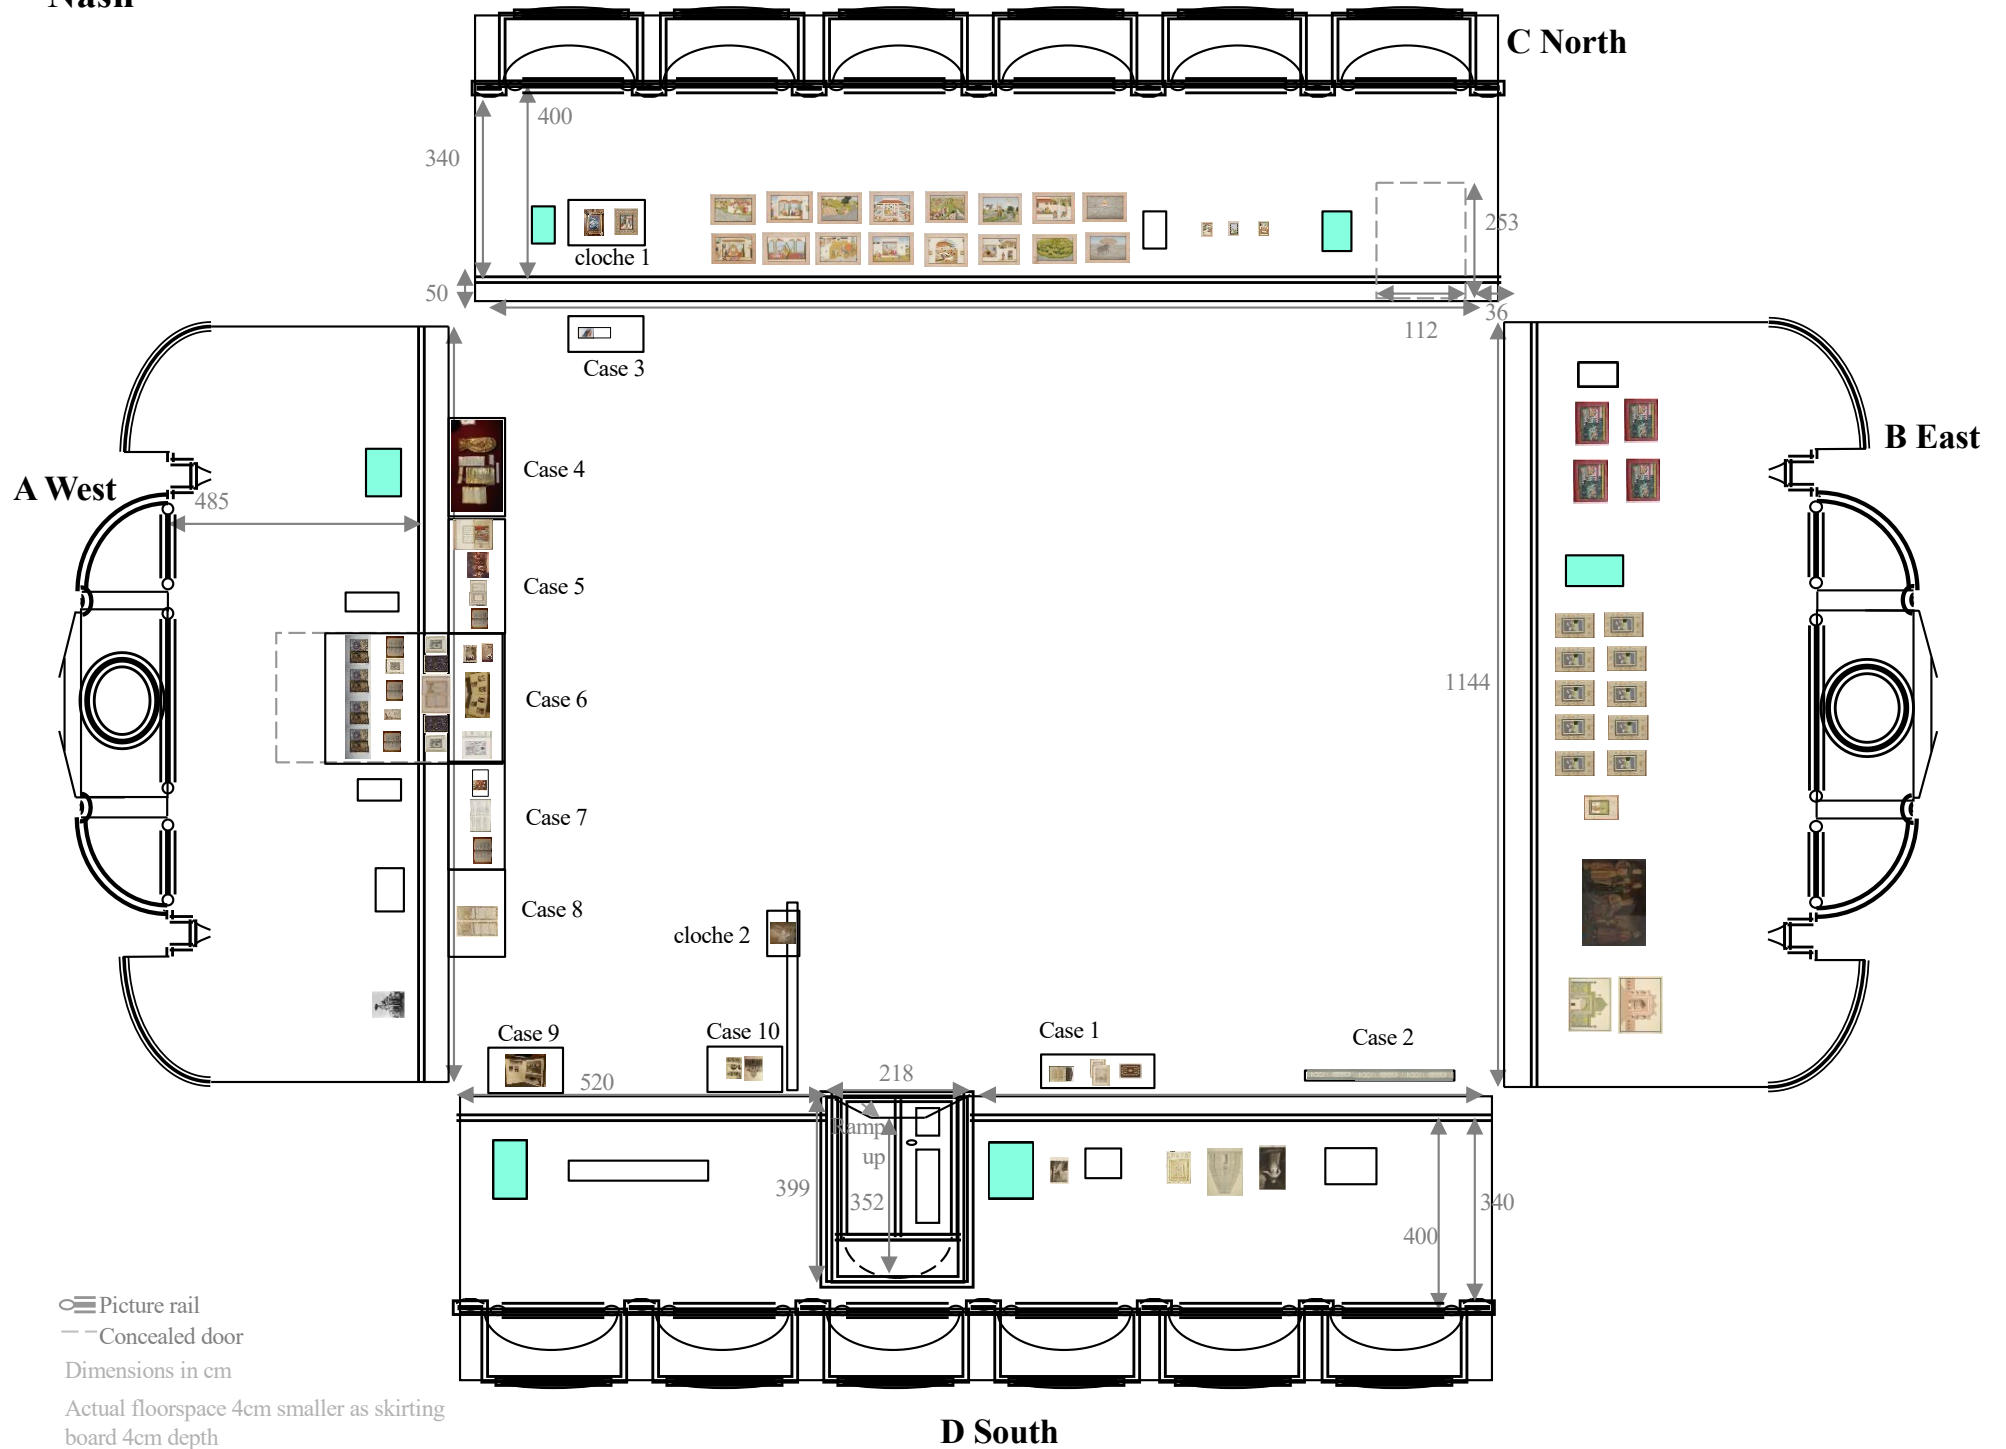 Nash
C North
400
340
253
cloche 1
50
36
112
Case 3
B East
Case 4
A West
485
Case 5
1144
Case 6
Case 7
Case 8
cloche 2
Case 9
Case 10
Case 1
Case 2
520
218
Ramp
up
399
352
340
400
Picture rail
Concealed door
Dimensions in cm
Actual floorspace 4cm smaller as skirting
board 4cm depth
D South